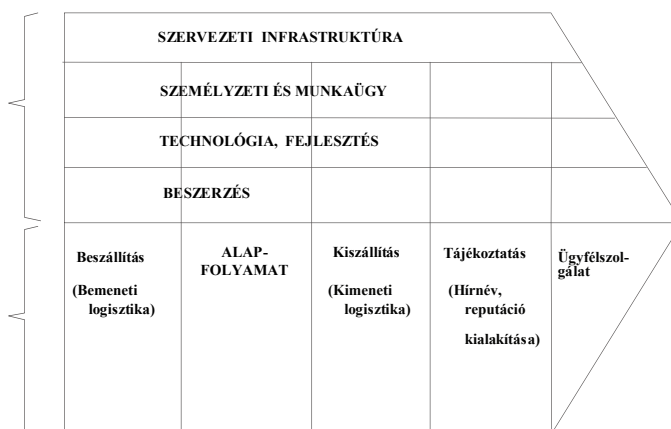 SZERVEZETI INFRASTRUKTÚRA
SZEMÉLYZETI ÉS MUNKAÜGY
TECHNOLÓGIA, FEJLESZTÉS
BESZERZÉS
Beszállítás
(Bemeneti
logisztika)
ALAP-
FOLYAMAT
Kiszállítás
(Kimeneti
logisztika)
Tájékoztatás
(Hírnév,
reputáció
kialakítása)
Ügyfélszol-
gálat